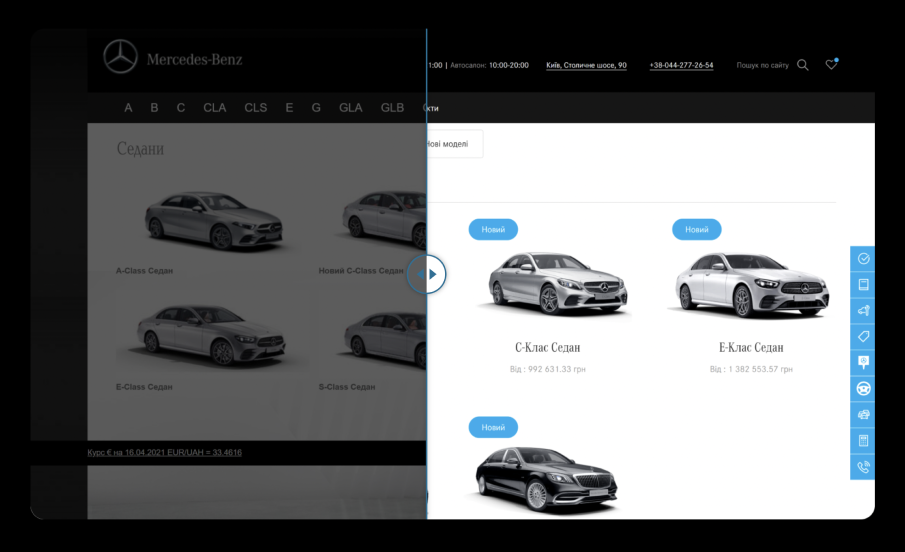 Mercedes-Benz
1:00 | Автосалон: 10:00-20:00 Київ, Столичне шосе, 90 +38-044-277-26-54 Пошук по сайту
A B C CLA CLS E G GLA GLB кти
Седани
Нові моделі
Новий Новий
A-Class Седан Новий C-Class Седан
С-Клас Седан Е-Клас Седан
Від : 992 631.33 грн Від : 1 382 553.57 грн
E-Class Седан S-Class Седан
Новий
Курс € на 16.04.2021 EUR/UAH = 33.4616